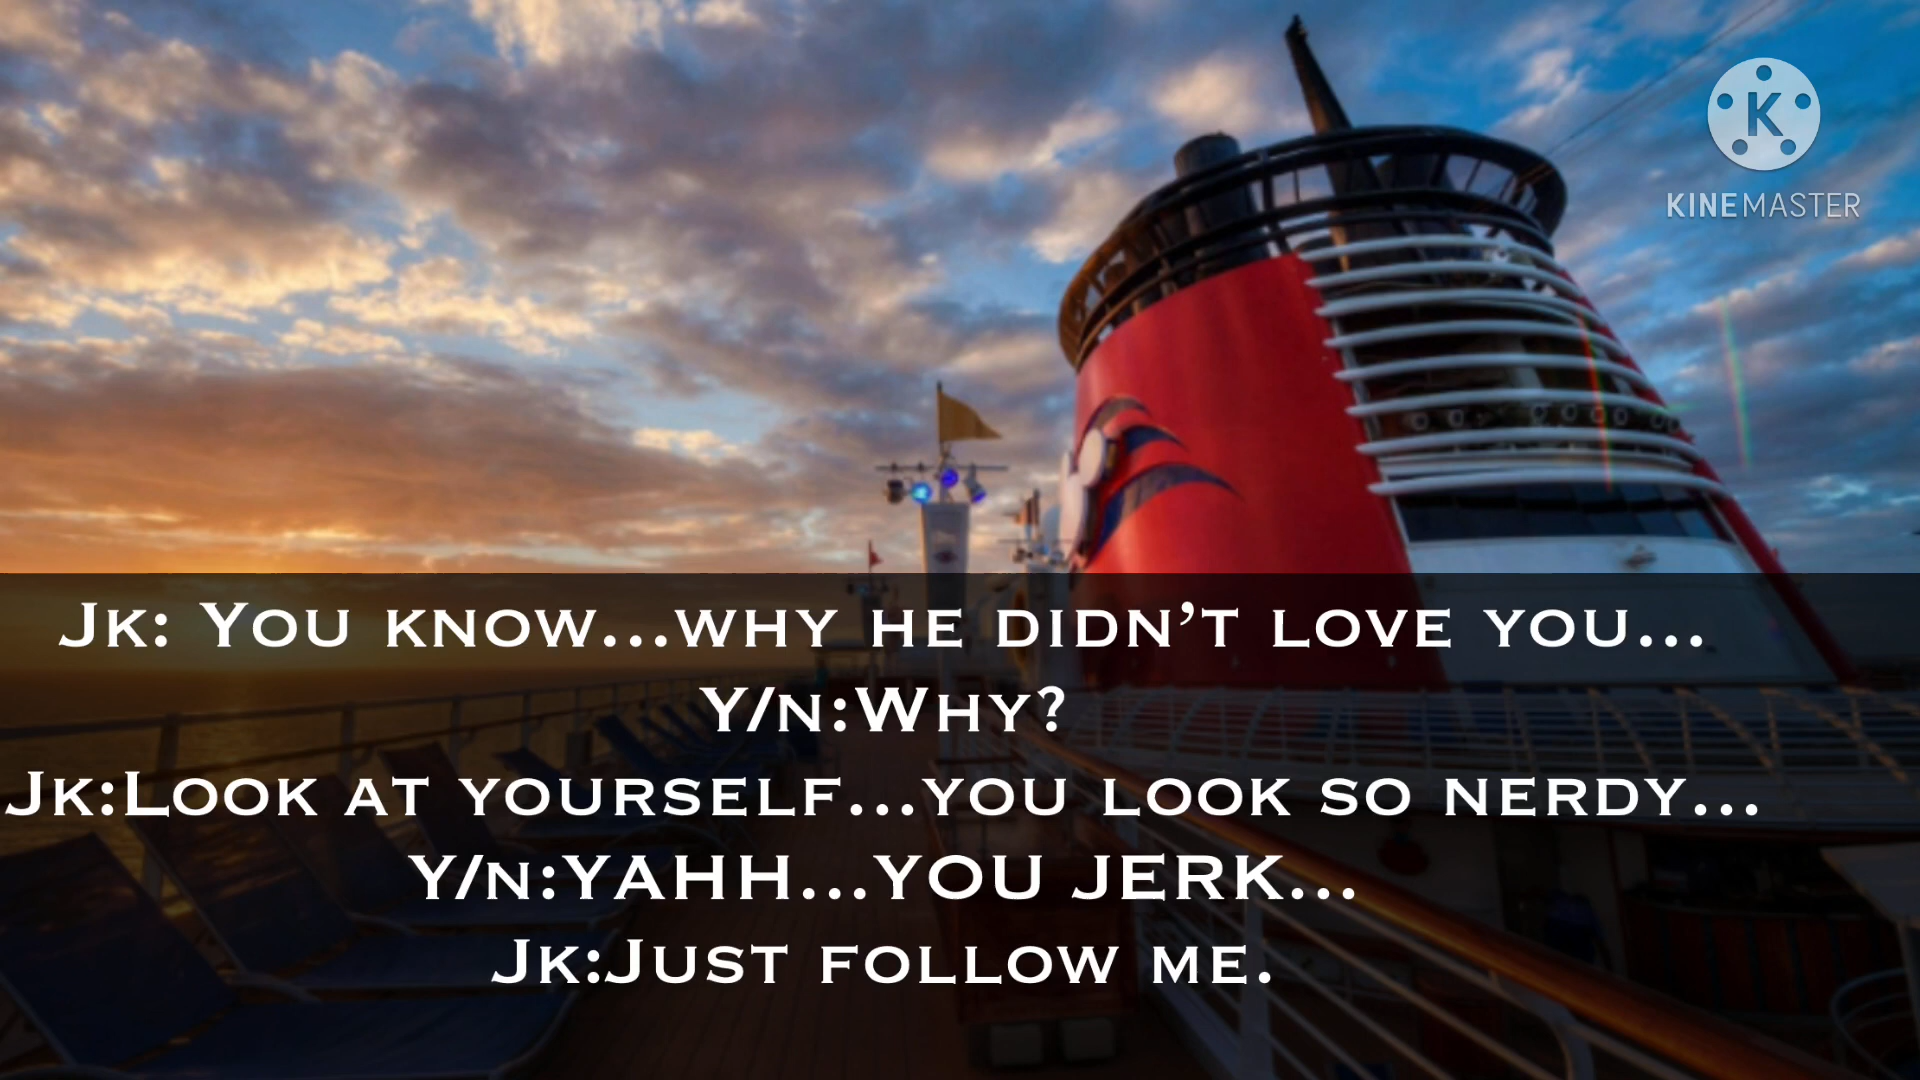 KINEMASTER
Jk: You know...why he didn't love you...
Y/n:Why?
Jk:Look at yourself...you look so nerdy...
Y/n:YAHH...YOU JERK...
Jk:Just follow me.